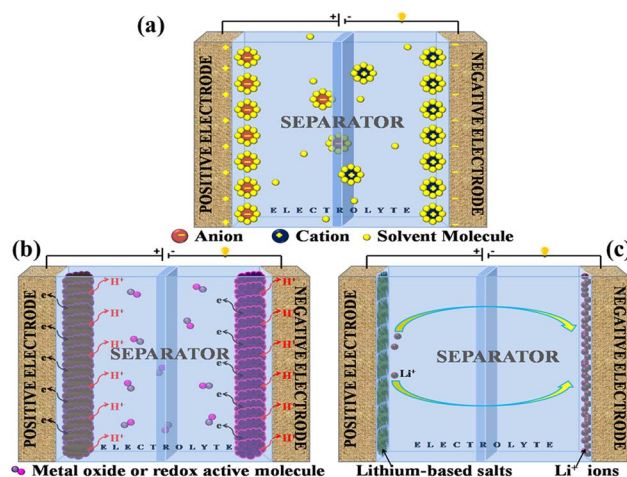 (a)
+ -
POSITIVE ELECTRODE
SEPARATOR
NEGATIVE ELECTRODE
ELECTROLYTE
Anion
Cation
Solvent Molecule
(b)
+ -
POSITIVE ELECTRODE
e-
H+
e-
H+
e-
H+
e-
H+
e-
H+
H+
H+
SEPARATOR
e-
H+
e-
H+
e-
H+
e-
H+
e-
H+
H+
H+
NEGATIVE ELECTRODE
ELECTROLYTE
Metal oxide or redox active molecule
(c)
+ -
POSITIVE ELECTRODE
SEPARATOR
Li+
NEGATIVE ELECTRODE
ELECTROLYTE
Lithium-based salts
Li+ ions